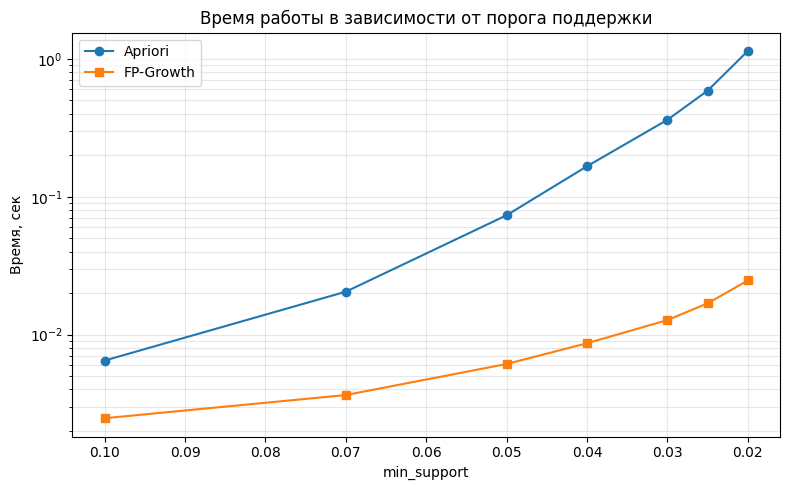 Время работы в зависимости от порога поддержки
Apriori
FP-Growth
Время, сек
10⁰
10⁻¹
10⁻²
0.10 0.09 0.08 0.07 0.06 0.05 0.04 0.03 0.02
min_support